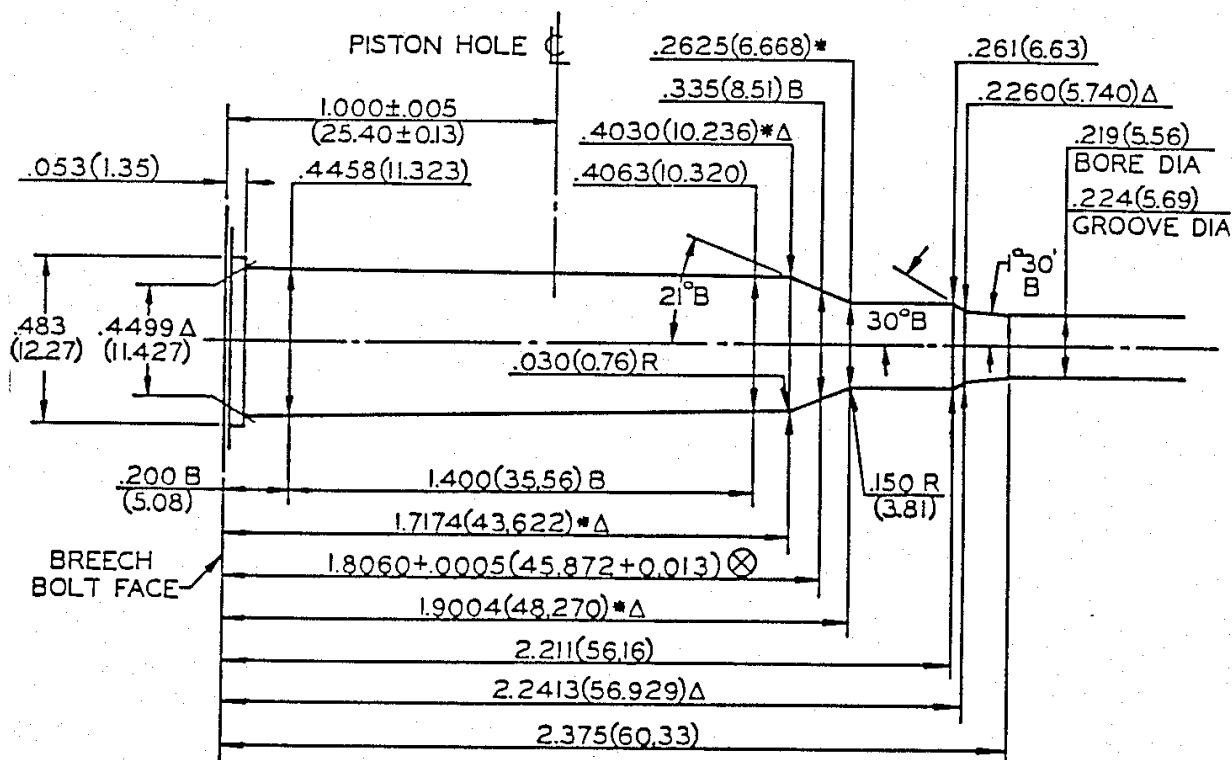 PISTON HOLE ℄
.2625(6.668)*
.261(6.63)
1.000±.005
(25.40±0.13)
.335(8.51) B
.2260(5.740)Δ
.4030(10.236)*Δ
.219(5.56)
BORE DIA
.053(1.35)
.4458(11.323)
.4063(10.320)
.224(5.69)
GROOVE DIA
1°30'
B
21°B
30°B
.483
(12.27)
.4499 Δ
(11.427)
.030(0.76) R
.200 B
(5.08)
1.400(35,56) B
.150 R
(3.81)
1.7174(43,622)*Δ
BREECH
BOLT FACE
1.8060+.0005(45,872+0,013)⊗
1.9004(48,270)*Δ
2.211(56,16)
2.2413(56.929)Δ
2.375(60,33)